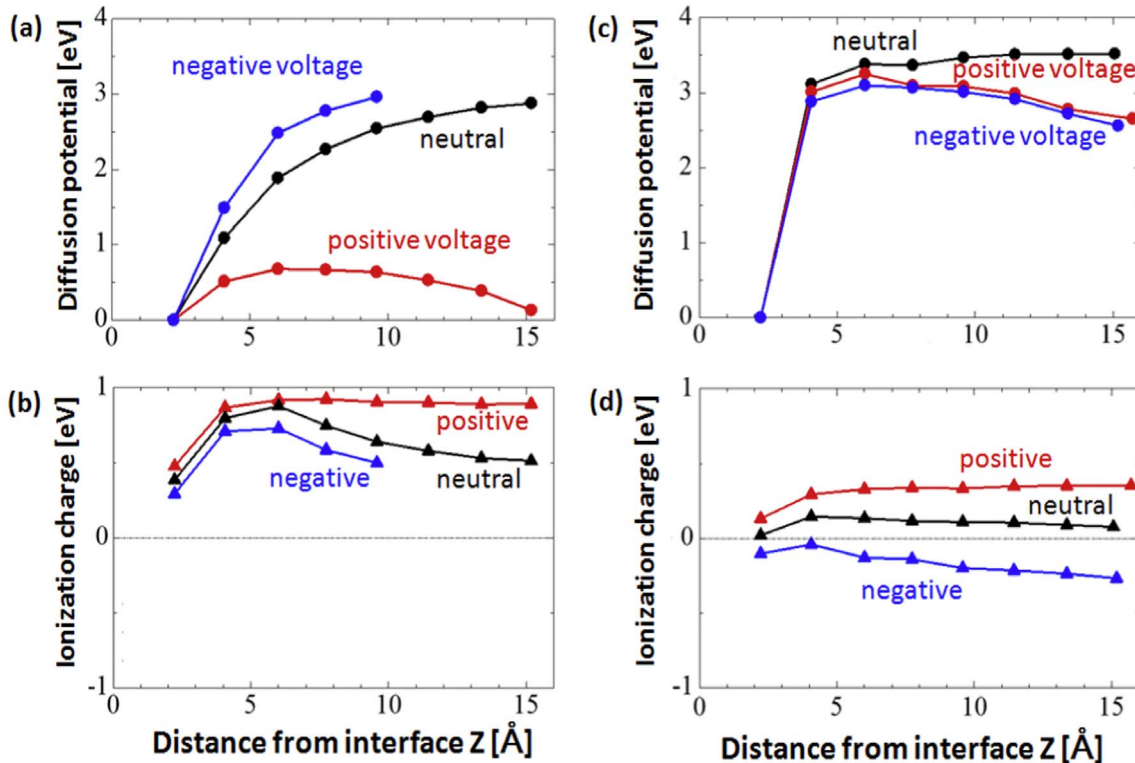 (a)
Diffusion potential [eV]
4
3
2
1
0
negative voltage
neutral
positive voltage
0 5 10 15
(c)
Diffusion potential [eV]
4
3
2
1
0
neutral
positive voltage
negative voltage
0 5 10 15
(b)
Ionization charge [eV]
1
0
-1
positive
negative
neutral
0 5 10 15
Distance from interface Z [Å]
(d)
Ionization charge [eV]
1
0
-1
positive
neutral
negative
0 5 10 15
Distance from interface Z [Å]